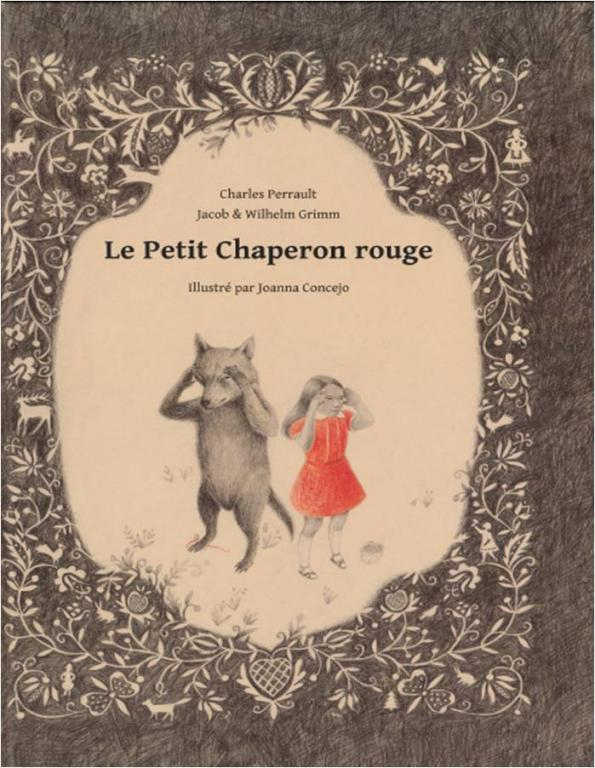 Charles Perrault
Jacob & Wilhelm Grimm
Le Petit Chaperon rouge
Illustré par Joanna Concejo